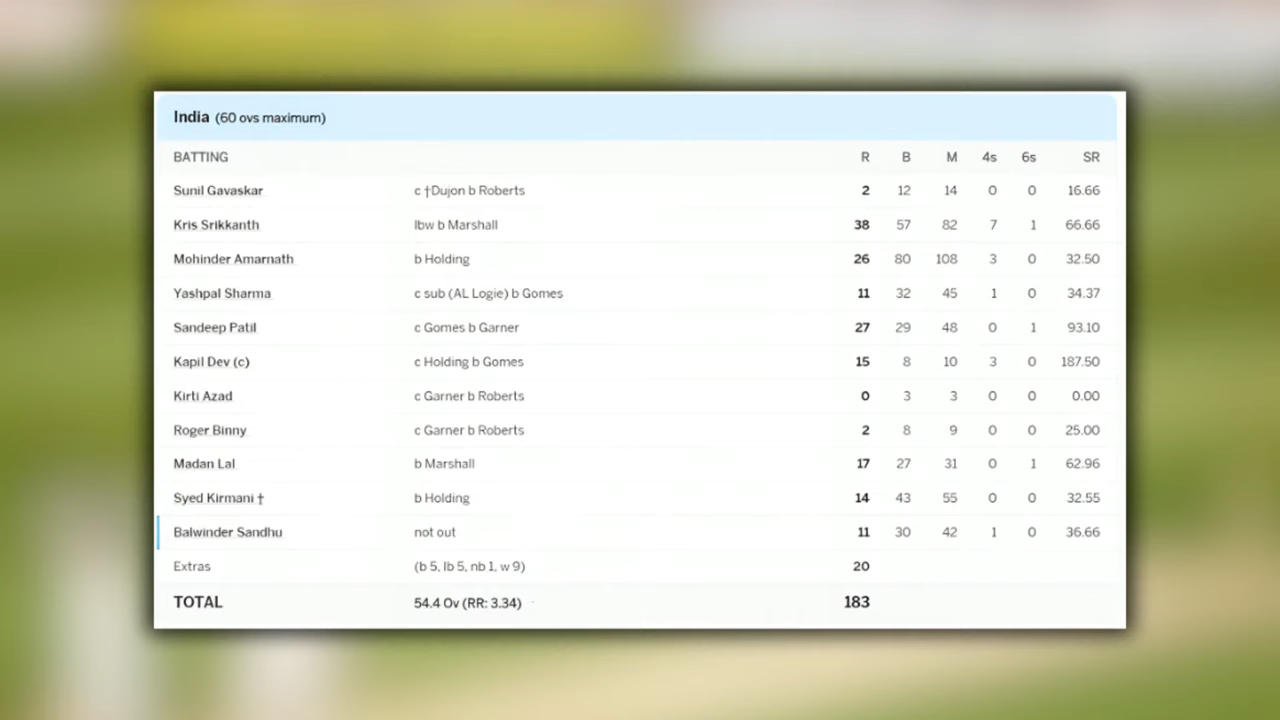 India (60 ovs maximum)
BATTING R B M 4s 6s SR
Sunil Gavaskar c †Dujon b Roberts 2 12 14 0 0 16.66
Kris Srikkanth lbw b Marshall 38 57 82 7 1 66.66
Mohinder Amarnath b Holding 26 80 108 3 0 32.50
Yashpal Sharma c sub (AL Logie) b Gomes 11 32 45 1 0 34.37
Sandeep Patil c Gomes b Garner 27 29 48 0 1 93.10
Kapil Dev (c) c Holding b Gomes 15 8 10 3 0 187.50
Kirti Azad c Garner b Roberts 0 3 3 0 0 0.00
Roger Binny c Garner b Roberts 2 8 9 0 0 25.00
Madan Lal b Marshall 17 27 31 0 1 62.96
Syed Kirmani † b Holding 14 43 55 0 0 32.55
Balwinder Sandhu not out 11 30 42 1 0 36.66
Extras (b 5, lb 5, nb 1, w 9) 20
TOTAL 54.4 Ov (RR: 3.34) 183